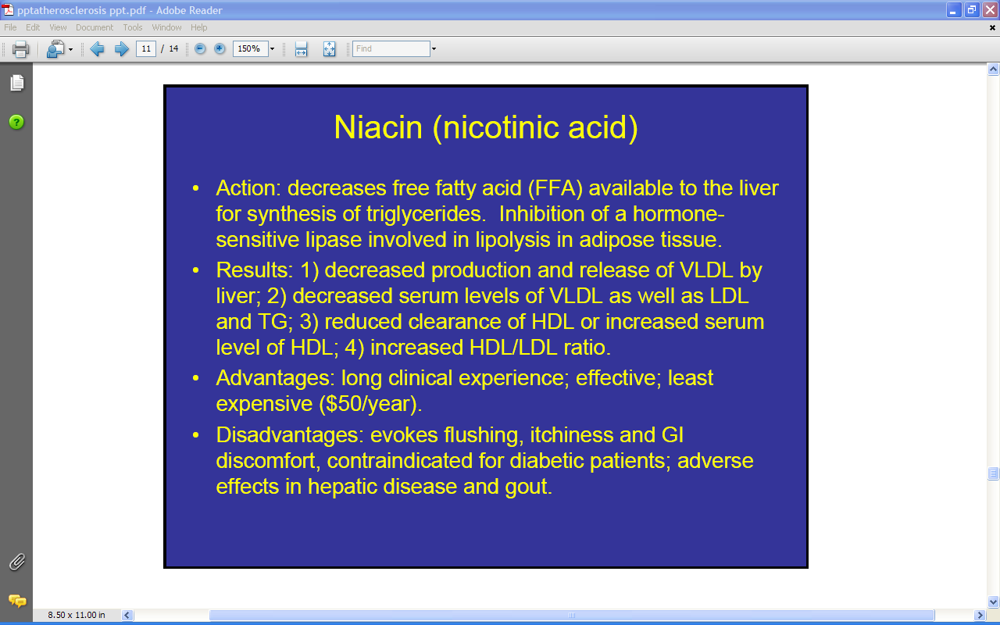 pptatherosclerosis ppt.pdf - Adobe Reader
File Edit View Document Tools Window Help
11 / 14 150% Find
Niacin (nicotinic acid)
• Action: decreases free fatty acid (FFA) available to the liver
for synthesis of triglycerides. Inhibition of a hormone-
sensitive lipase involved in lipolysis in adipose tissue.
• Results: 1) decreased production and release of VLDL by
liver; 2) decreased serum levels of VLDL as well as LDL
and TG; 3) reduced clearance of HDL or increased serum
level of HDL; 4) increased HDL/LDL ratio.
• Advantages: long clinical experience; effective; least
expensive ($50/year).
• Disadvantages: evokes flushing, itchiness and GI
discomfort, contraindicated for diabetic patients; adverse
effects in hepatic disease and gout.
8.50 x 11.00 in